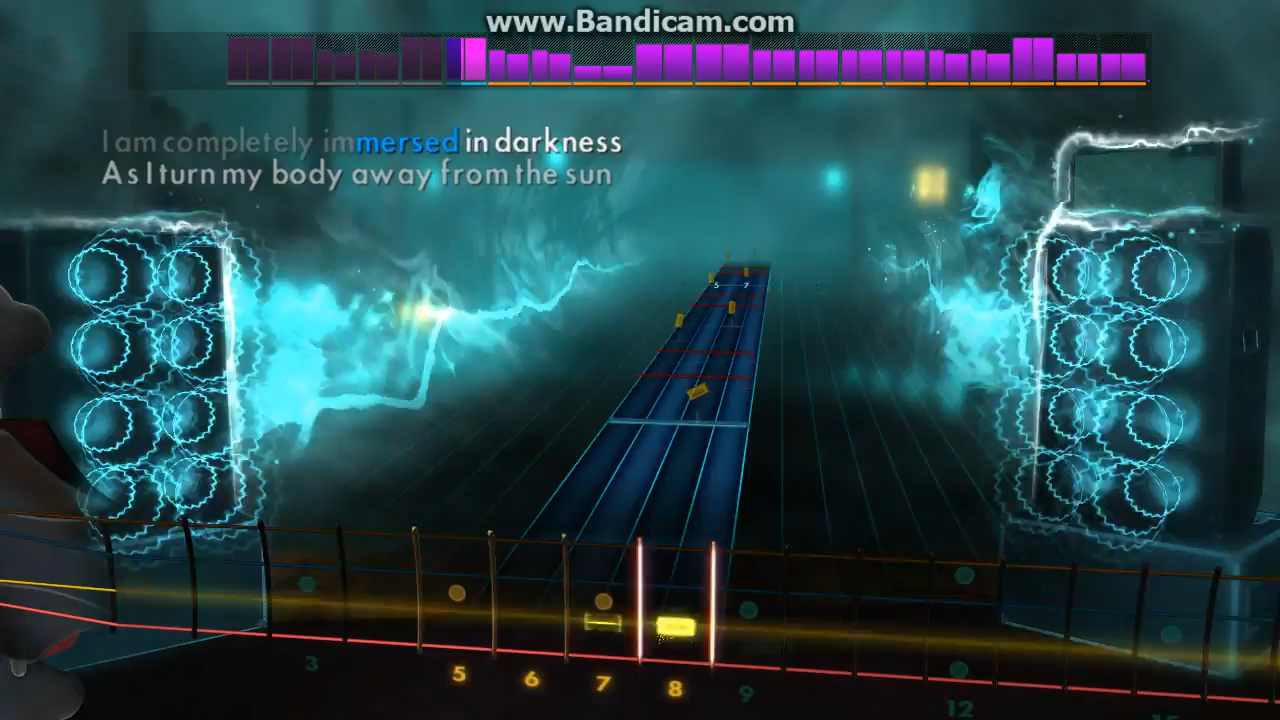 www.Bandicam.com
I am completely immersed in darkness
As I turn my body away from the sun
5 7
3 5 6 7 8 9 12